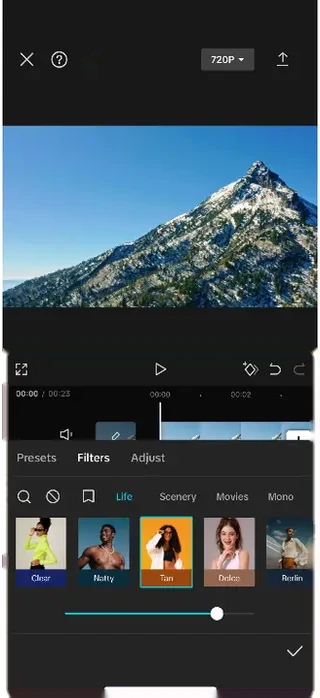 720P
00:00 / 00:23 00:00 00:02
Presets Filters Adjust
Life Scenery Movies Mono
Clear Natty Tan Dolce Berlin